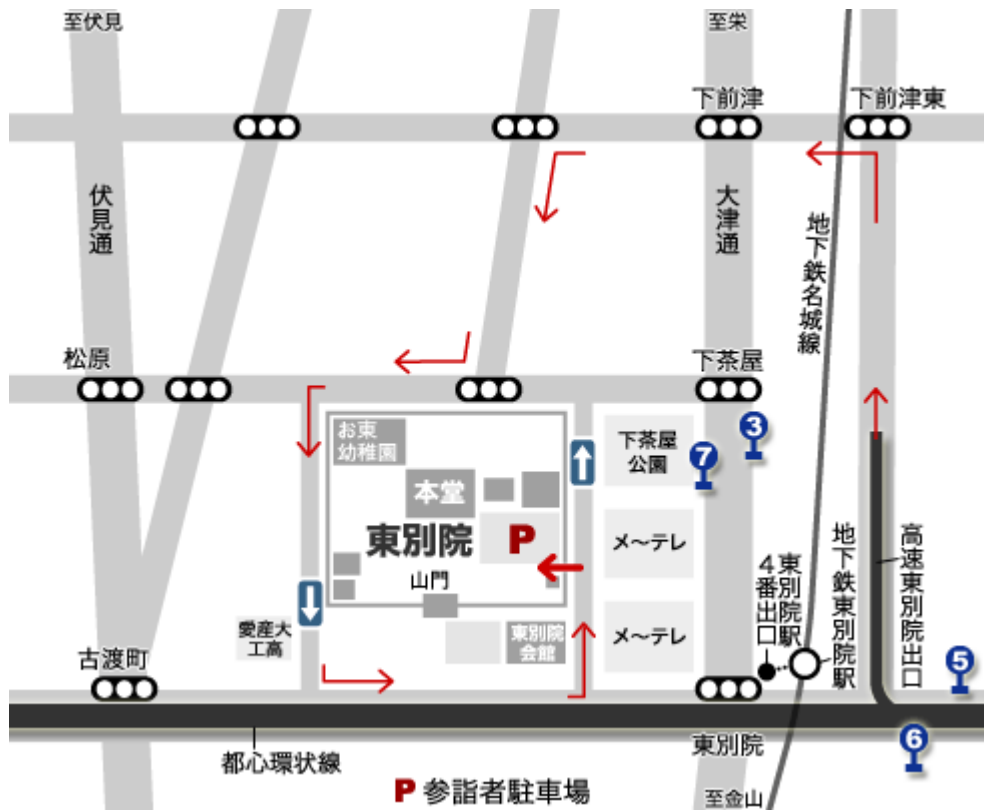 至伏見
至栄
下前津
下前津東
伏見通
大津通
地下鉄名城線
松原
下茶屋
3
お東
幼稚園
下茶屋
公園
7
本堂
東別院
P
メ〜テレ
山門
東別院駅
4番出口
地下鉄東別院駅
高速東別院出口
愛産大
工高
東別院
会館
メ〜テレ
古渡町
5
東別院
6
都心環状線
P 参詣者駐車場
至金山